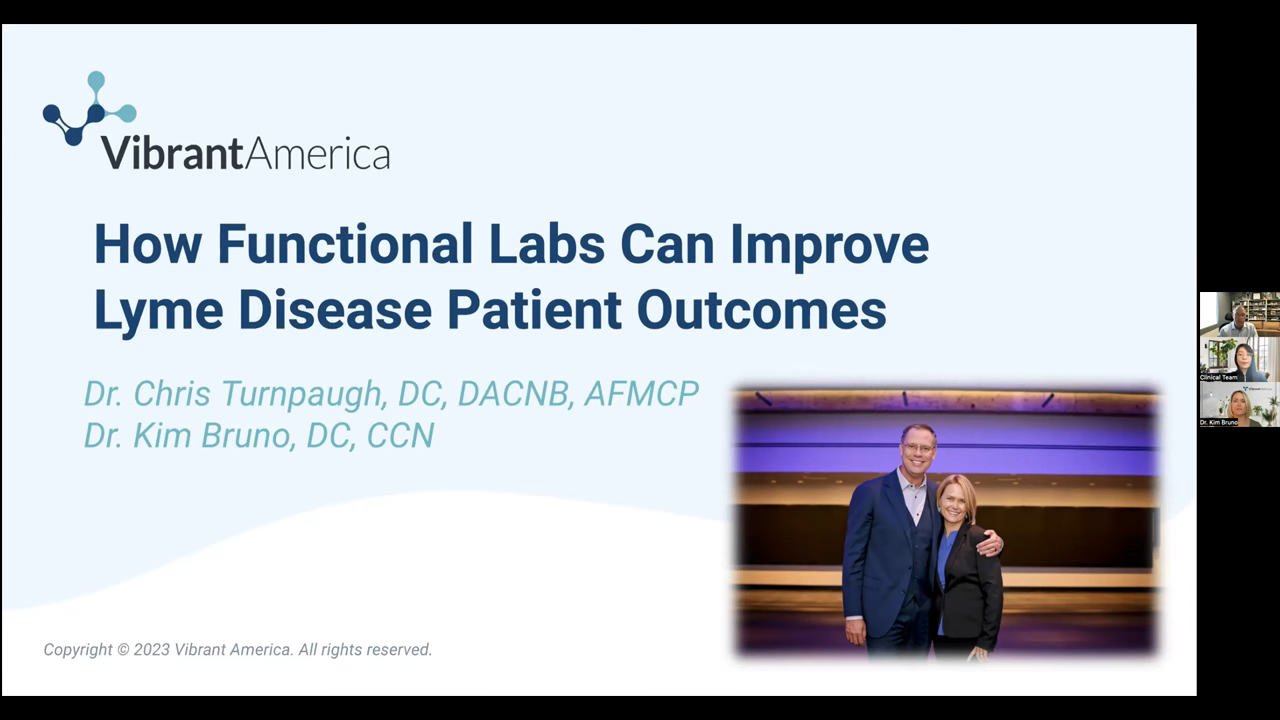 VibrantAmerica
How Functional Labs Can Improve
Lyme Disease Patient Outcomes
Dr. Chris Turnpaugh, DC, DACNB, AFMCP
Dr. Kim Bruno, DC, CCN
Copyright © 2023 Vibrant America. All rights reserved.
Clinical Team
Dr. Kim Bruno